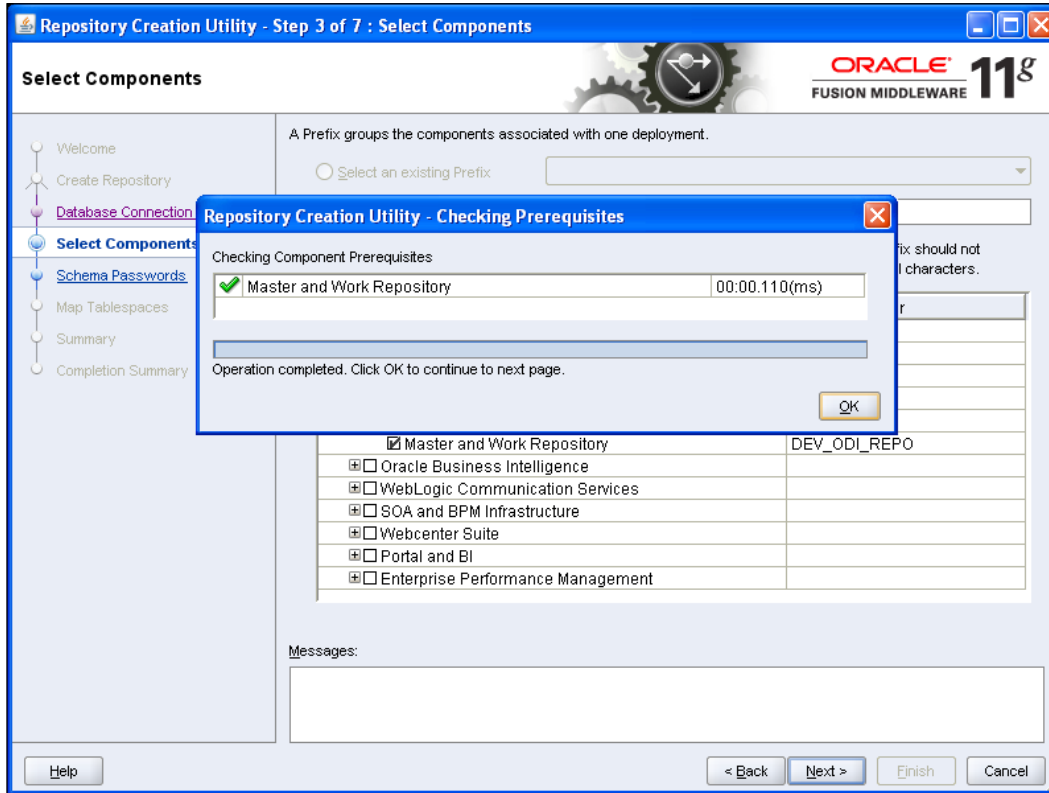 Repository Creation Utility - Step 3 of 7 : Select Components
Select Components
ORACLE
FUSION MIDDLEWARE 11g
Welcome
Create Repository
Database Connection
Select Components
Schema Passwords
Map Tablespaces
Summary
Completion Summary
A Prefix groups the components associated with one deployment.
Select an existing Prefix
Repository Creation Utility - Checking Prerequisites
Checking Component Prerequisites
Master and Work Repository 00:00.110(ms)
Operation completed. Click OK to continue to next page.
OK
fix should not
l characters.
r
Master and Work Repository DEV_ODI_REPO
Oracle Business Intelligence
WebLogic Communication Services
SOA and BPM Infrastructure
Webcenter Suite
Portal and BI
Enterprise Performance Management
Messages:
Help
< Back
Next >
Finish
Cancel